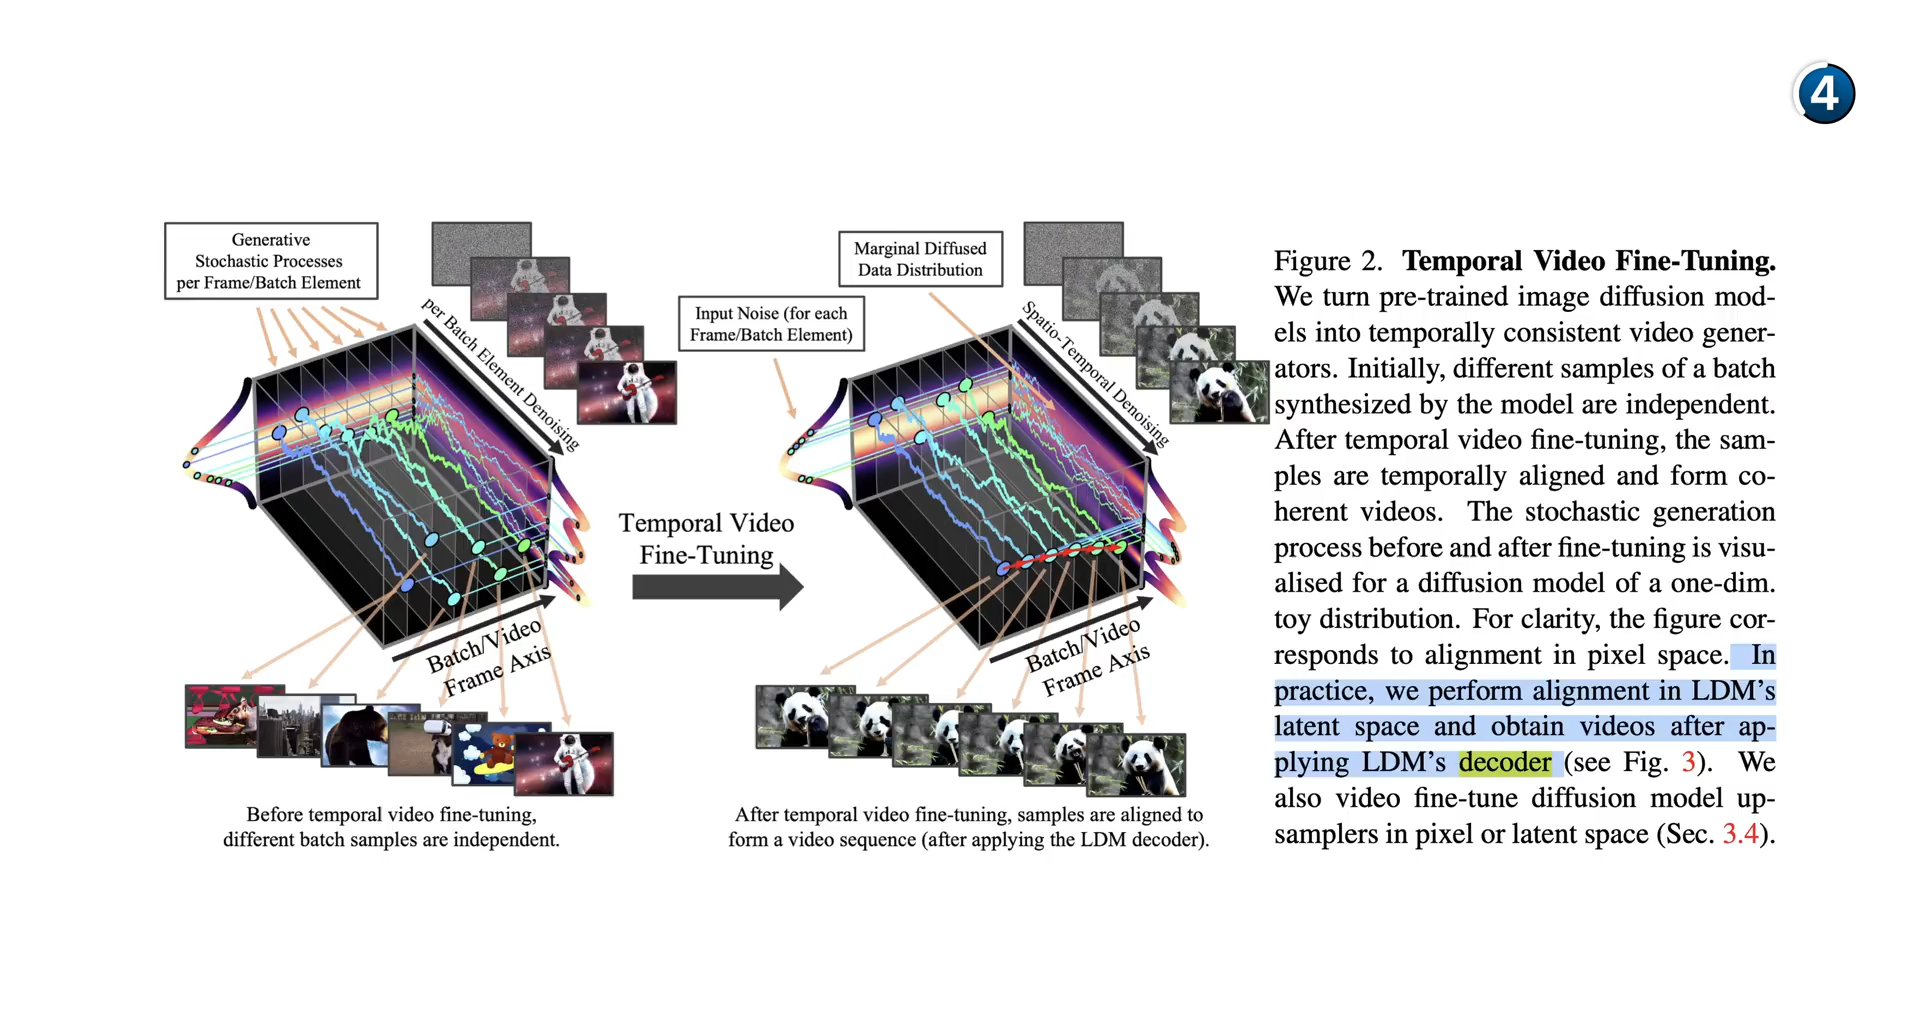 4
Generative
Stochastic Processes
per Frame/Batch Element
per Batch Element Denoising
Input Noise (for each
Frame/Batch Element)
Marginal Diffused
Data Distribution
Spatio-Temporal Denoising
Temporal Video
Fine-Tuning
Batch/Video
Frame Axis
Batch/Video
Frame Axis
Before temporal video fine-tuning,
different batch samples are independent.
After temporal video fine-tuning, samples are aligned to
form a video sequence (after applying the LDM decoder).
Figure 2. Temporal Video Fine-Tuning.
We turn pre-trained image diffusion mod-
els into temporally consistent video gener-
ators. Initially, different samples of a batch
synthesized by the model are independent.
After temporal video fine-tuning, the sam-
ples are temporally aligned and form co-
herent videos. The stochastic generation
process before and after fine-tuning is visu-
alised for a diffusion model of a one-dim.
toy distribution. For clarity, the figure cor-
responds to alignment in pixel space. In
practice, we perform alignment in LDM's
latent space and obtain videos after ap-
plying LDM's decoder (see Fig. 3). We
also video fine-tune diffusion model up-
samplers in pixel or latent space (Sec. 3.4).